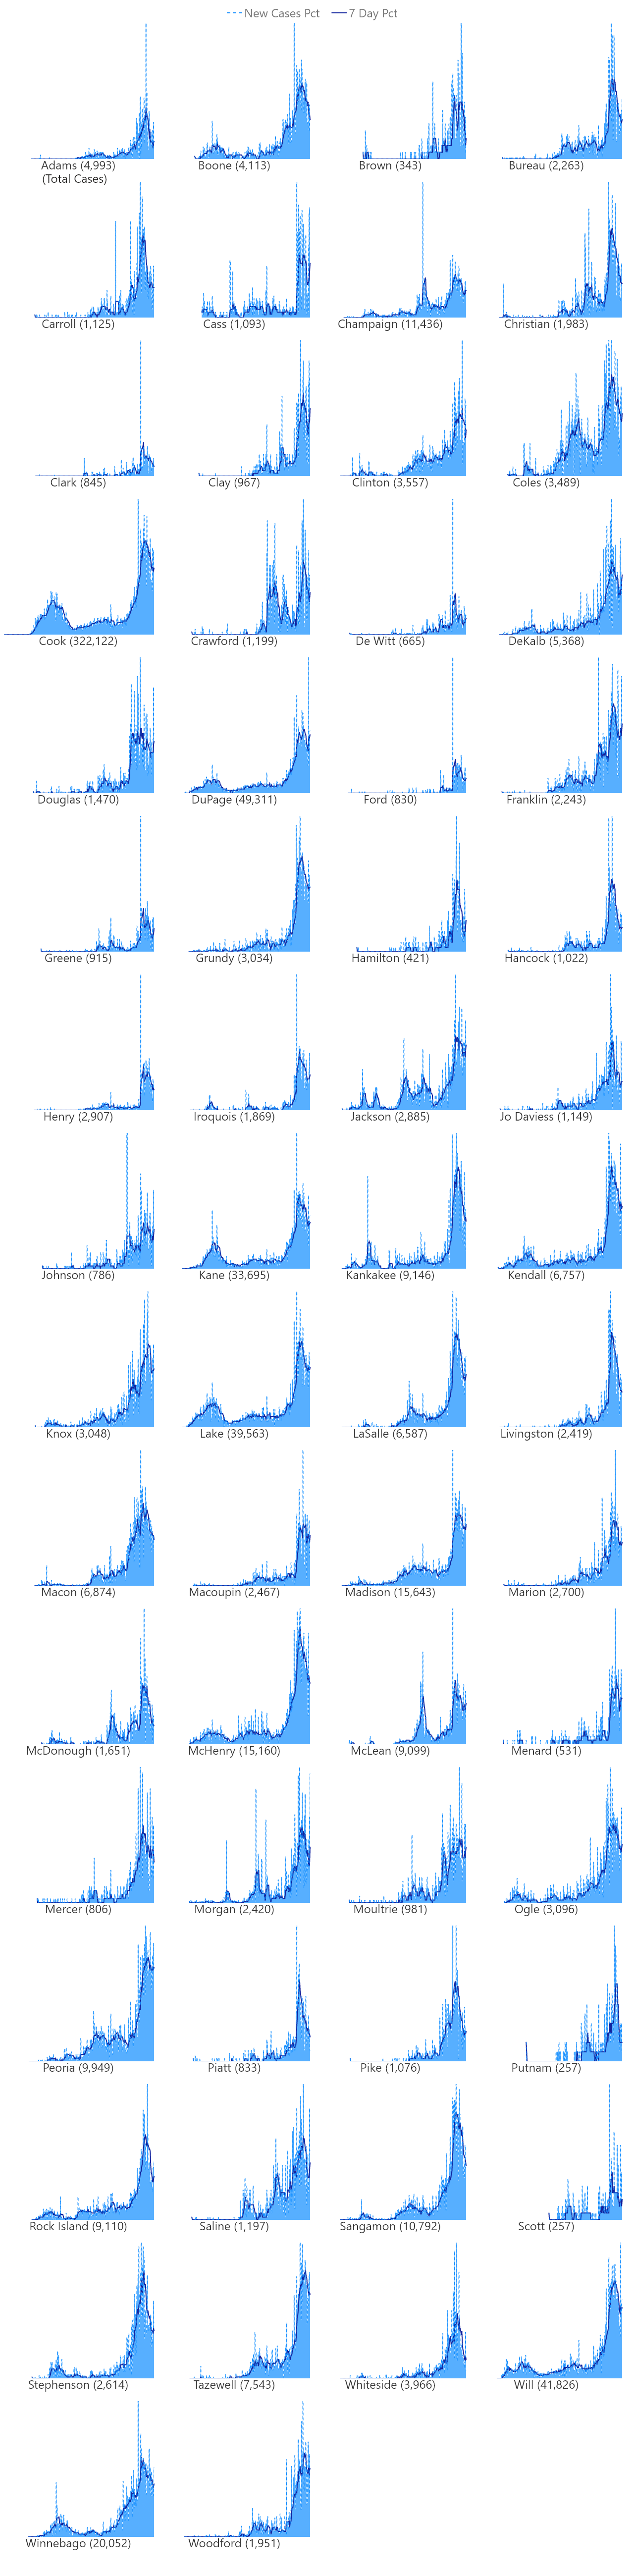 New Cases Pct 7 Day Pct
Adams (4,993) Boone (4,113) Brown (343) Bureau (2,263)
(Total Cases)
Carroll (1,125) Cass (1,093) Champaign (11,436) Christian (1,983)
Clark (845) Clay (967) Clinton (3,557) Coles (3,489)
Cook (322,122) Crawford (1,199) De Witt (665) DeKalb (5,368)
Douglas (1,470) DuPage (49,311) Ford (830) Franklin (2,243)
Greene (915) Grundy (3,034) Hamilton (421) Hancock (1,022)
Henry (2,907) Iroquois (1,869) Jackson (2,885) Jo Daviess (1,149)
Johnson (786) Kane (33,695) Kankakee (9,146) Kendall (6,757)
Knox (3,048) Lake (39,563) LaSalle (6,587) Livingston (2,419)
Macon (6,874) Macoupin (2,467) Madison (15,643) Marion (2,700)
McDonough (1,651) McHenry (15,160) McLean (9,099) Menard (531)
Mercer (806) Morgan (2,420) Moultrie (981) Ogle (3,096)
Peoria (9,949) Piatt (833) Pike (1,076) Putnam (257)
Rock Island (9,110) Saline (1,197) Sangamon (10,792) Scott (257)
Stephenson (2,614) Tazewell (7,543) Whiteside (3,966) Will (41,826)
Winnebago (20,052) Woodford (1,951)